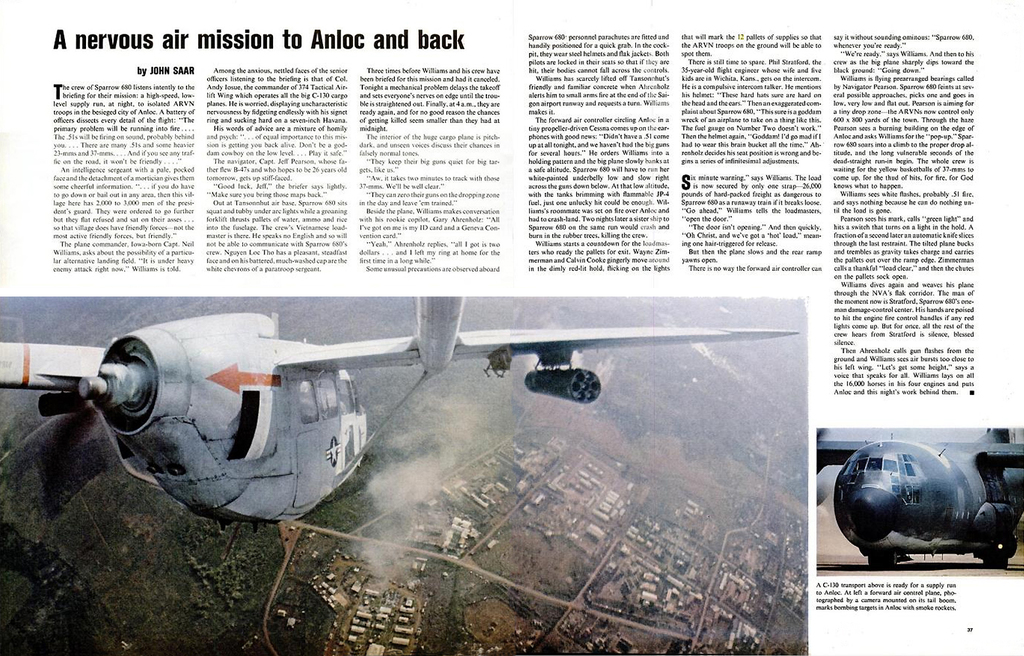 A nervous air mission to Anloc and back
by JOHN SAAR
The crew of Sparrow 680 listens intently to the
briefing for their mission: a high-speed, low-
level supply run, at night, to isolated ARVN
troops in the besieged city of Anloc. A battery of
officers dissects every detail of the flight: "The
primary problem will be running into fire . . . .
The .51s will be firing on sound, probably behind
you. . . . There are many .51s and some heavier
23-mms and 37-mms. . . . And if you see any traf-
fic on the road, it won't be friendly . . . ."
An intelligence sergeant with a pale, pocked
face and the detachment of a mortician gives them
some cheerful information. ". . . if you do have
to go down or bail out in any area, then this vil-
lage here has 2,000 to 3,000 men of the presi-
dent's guard. They were ordered to go further
but they flat refused and sat on their asses . . .
so that village does have friendly forces—not the
most active friendly forces, but friendly."
The plane commander, Iowa-born Capt. Neil
Williams, asks about the possibility of a particu-
lar alternative landing field. "It is under heavy
enemy attack right now," Williams is told.
Among the anxious, nettled faces of the senior
officers listening to the briefing is that of Col.
Andy Iosue, the commander of 374 Tactical Air-
lift Wing which operates all the big C-130 cargo
planes. He is worried, displaying uncharacteristic
nervousness by fidgeting endlessly with his signet
ring and sucking hard on a seven-inch Havana.
His words of advice are a mixture of homily
and psych: ". . . of equal importance to this mis-
sion is getting you back alive. Don't be a god-
dam cowboy on the low level. . . . Play it safe."
The navigator, Capt. Jeff Pearson, whose fa-
ther flew B-47s and who hopes to be 26 years old
tomorrow, gets up stiff-faced.
"Good luck, Jeff," the briefer says lightly.
"Make sure you bring those maps back."
Out at Tansonnhut air base, Sparrow 680 sits
squat and tubby under arc lights while a groaning
forklift thrusts pallets of water, ammo and rice
into the fuselage. The crew's Vietnamese load-
master is there. He speaks no English and so will
not be able to communicate with Sparrow 680's
crew. Nguyen Loc Tho has a pleasant, steadfast
face and on his battered, much-washed cap are the
white chevrons of a paratroop sergeant.
Three times before Williams and his crew have
been briefed for this mission and had it canceled.
Tonight a mechanical problem delays the takeoff
and sets everyone's nerves on edge until the trou-
ble is straightened out. Finally, at 4 a.m., they are
ready again, and for no good reason the chances
of getting killed seem smaller than they had at
midnight.
The interior of the huge cargo plane is pitch-
dark, and unseen voices discuss their chances in
falsely normal tones.
"They keep their big guns quiet for big tar-
gets, like us."
"Aw, it takes two minutes to track with those
37-mms. We'll be well clear."
"They can zero their guns on the dropping zone
in the day and leave 'em trained."
Beside the plane, Williams makes conversation
with his rookie copilot, Gary Ahrenholz: "All
I've got on me is my ID card and a Geneva Con-
vention card."
"Yeah," Ahrenholz replies, "all I got is two
dollars . . . and I left my ring at home for the
first time in a long while."
Some unusual precautions are observed aboard
Sparrow 680: personnel parachutes are fitted and
handily positioned for a quick grab. In the cock-
pit, they wear steel helmets and flak jackets. Both
pilots are locked in their seats so that if they are
hit, their bodies cannot fall across the controls.
Williams has scarcely lifted off Tansonnhut's
friendly and familiar concrete when Ahrenholz
alerts him to small arms fire at the end of the Sai-
gon airport runway and requests a turn. Williams
makes it.
The forward air controller circling Anloc in a
tiny propeller-driven Cessna comes up on the ear-
phones with good news: "Didn't have a .51 come
up at all tonight, and we haven't had the big guns
for several hours." He orders Williams into a
holding pattern and the big plane slowly banks at
a safe altitude. Sparrow 680 will have to run her
white-painted underbelly low and slow right
across the guns down below. At that low altitude,
with the tanks brimming with flammable JP-4
fuel, just one unlucky hit could be enough. Wil-
liams's roommate was set on fire over Anloc and
had to crash-land. Two nights later a sister ship to
Sparrow 680 on the same run would crash and
burn in the rubber trees, killing the crew.
Williams starts a countdown for the loadmas-
ters who ready the pallets for exit. Wayne Zim-
merman and Calvin Cooke gingerly move around
in the dimly red-lit hold, flicking on the lights
that will mark the 12 pallets of supplies so that
the ARVN troops on the ground will be able to
spot them.
There is still time to spare. Phil Stratford, the
35-year-old flight engineer whose wife and five
kids are in Wichita, Kans., gets on the intercom.
He is a compulsive intercom talker. He mentions
his helmet: "These hard hats sure are hard on
the head and the ears." Then an exaggerated com-
plaint about Sparrow 680, "This sure is a goddam
wreck of an airplane to take on a thing like this.
The fuel guage on Number Two doesn't work."
Then the helmet again, "Goddam! I'd go mad if I
had to wear this brain bucket all the time." Ah-
renholz decides his seat position is wrong and be-
gins a series of infinitesimal adjustments.
Six minute warning," says Williams. The load
is now secured by only one strap—26,000
pounds of hard-packed freight as dangerous to
Sparrow 680 as a runaway train if it breaks loose.
"Go ahead," Williams tells the loadmasters,
"open the door."
"The door isn't opening." And then quickly,
"Oh Christ, and we've got a 'hot' load," mean-
ing one hair-triggered for release.
But then the plane slows and the rear ramp
yawns open.
There is no way the forward air controller can
say it without sounding ominous: "Sparrow 680,
whenever you're ready."
"We're ready," says Williams. And then to his
crew as the big plane sharply dips toward the
black ground: "Going down."
Williams is flying prearranged bearings called
by Navigator Pearson. Sparrow 680 feints at sev-
eral possible approaches, picks one and goes in
low, very low and flat out. Pearson is aiming for
a tiny drop zone—the ARVNs now control only
600 x 800 yards of the town. Through the haze
Pearson sees a burning building on the edge of
Anloc and asks Williams for the "pop-up." Spar-
row 680 soars into a climb to the proper drop al-
titude, and the long vulnerable seconds of the
dead-straight run-in begin. The whole crew is
waiting for the yellow basketballs of 37-mms to
come up, for the thud of hits, for fire, for God
knows what to happen.
Williams sees white flushes, probably .51 fire,
and says nothing because he can do nothing un-
til the load is gone.
Pearson sees his mark, calls "green light" and
hits a switch that turns on a light in the hold. A
fraction of a second later an automatic knife slices
through the last restraint. The tilted plane bucks
and trembles as gravity takes charge and carries
the pallets out over the ramp edge. Zimmerman
calls a thankful "load clear," and then the chutes
on the pallets sock open.
Williams dives again and weaves his plane
through the NVA's flak corridor. The man of
the moment now is Stratford, Sparrow 680's one-
man damage-control center. His hands are poised
to hit the engine fire control handles if any red
lights come up. But for once, all the rest of the
crew hears from Stratford is silence, blessed
silence.
Then Ahrenholz calls gun flashes from the
ground and Williams sees air bursts too close to
his left wing. "Let's get some height," says a
voice that speaks for all. Williams lays on all
the 16,000 horses in his four engines and puts
Anloc and this night's work behind them. ■
A C-130 transport above is ready for a supply run
to Anloc. At left a forward air control plane, pho-
tographed by a camera mounted on its tail boom,
marks bombing targets in Anloc with smoke rockets.
37